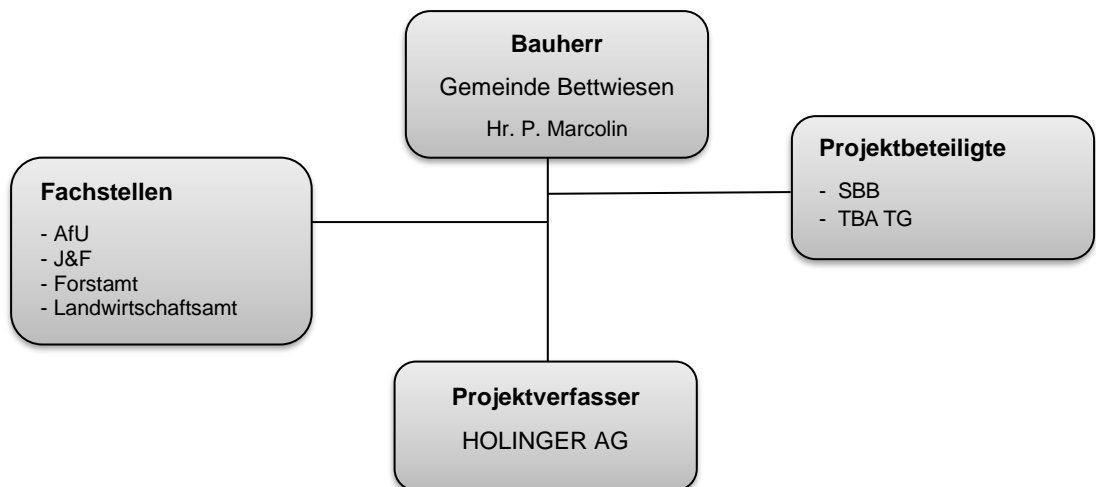 Bauherr
Gemeinde Bettwiesen
Hr. P. Marcolin
Projektbeteiligte
- SBB
- TBA TG
Fachstellen
- AfU
- J&F
- Forstamt
- Landwirtschaftsamt
Projektverfasser
HOLINGER AG